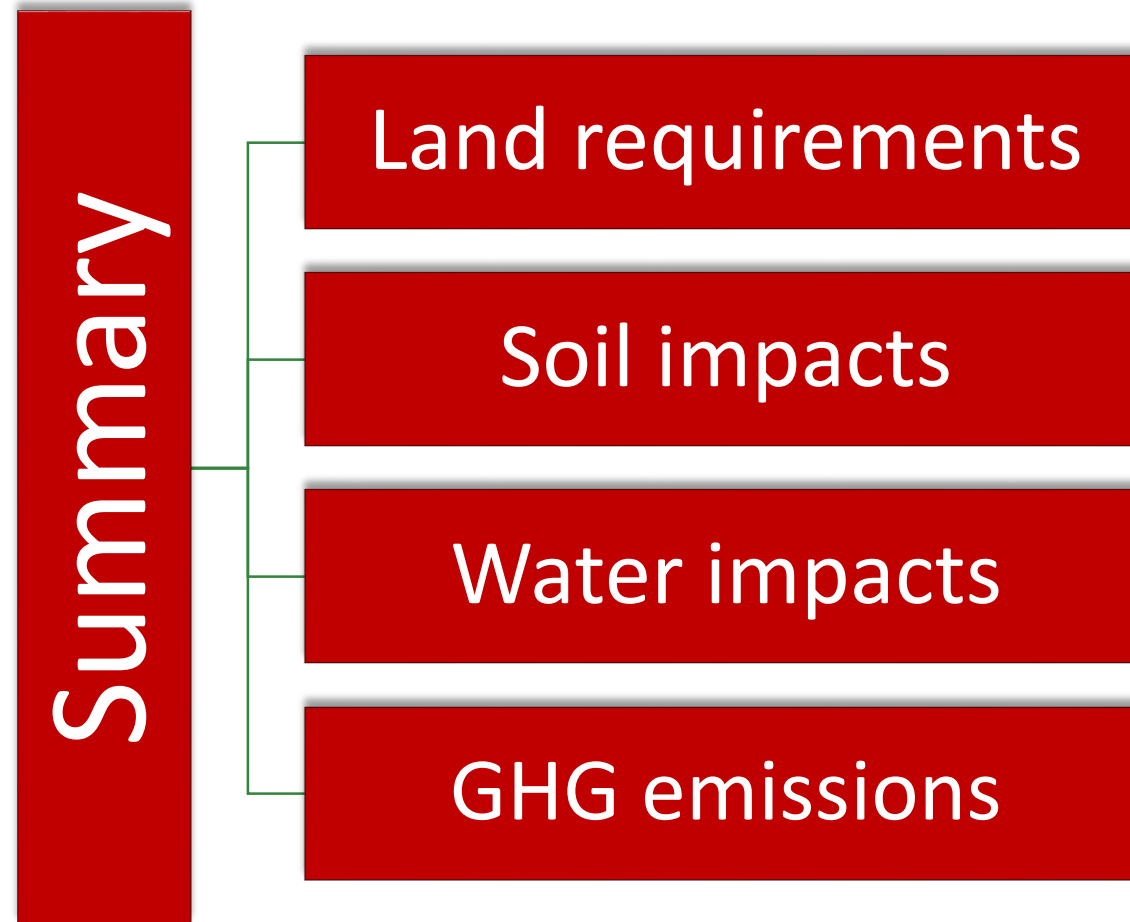 Summary
Land requirements
Soil impacts
Water impacts
GHG emissions